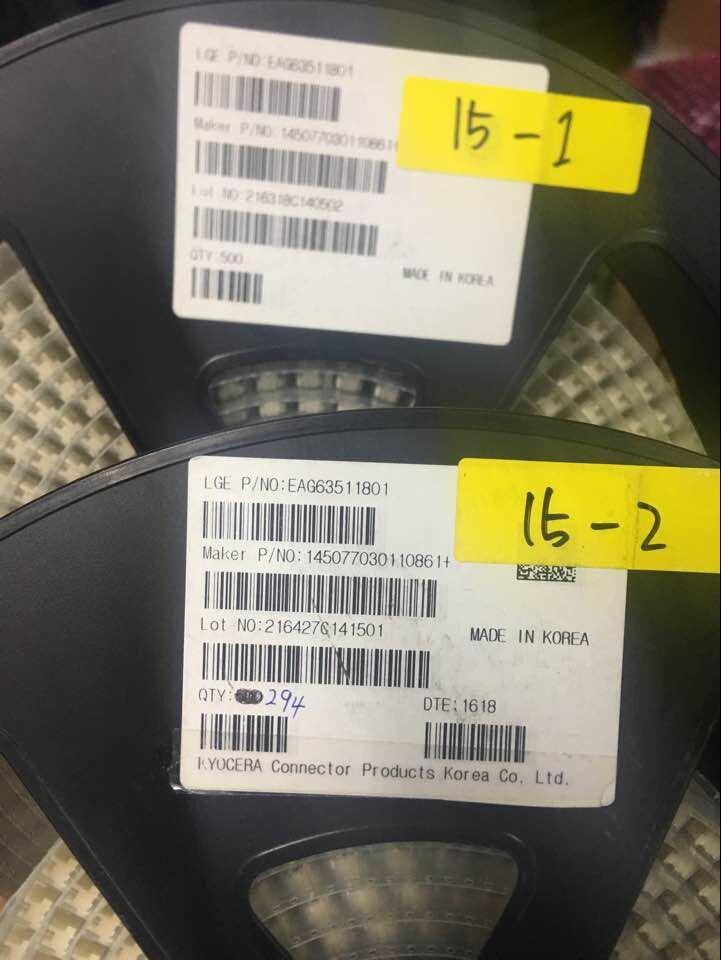 LGE P/NO:EAG63511801
15-1
Maker P/NO:145077030110861+
Lot NO:216318C140502
QTY:500
MADE IN KOREA
LGE P/NO:EAG63511801
15-2
Maker P/NO:145077030110861+
Lot NO:216427C141501
MADE IN KOREA
QTY: 294
DTE:1618
KYOCERA Connector Products Korea Co, Ltd.